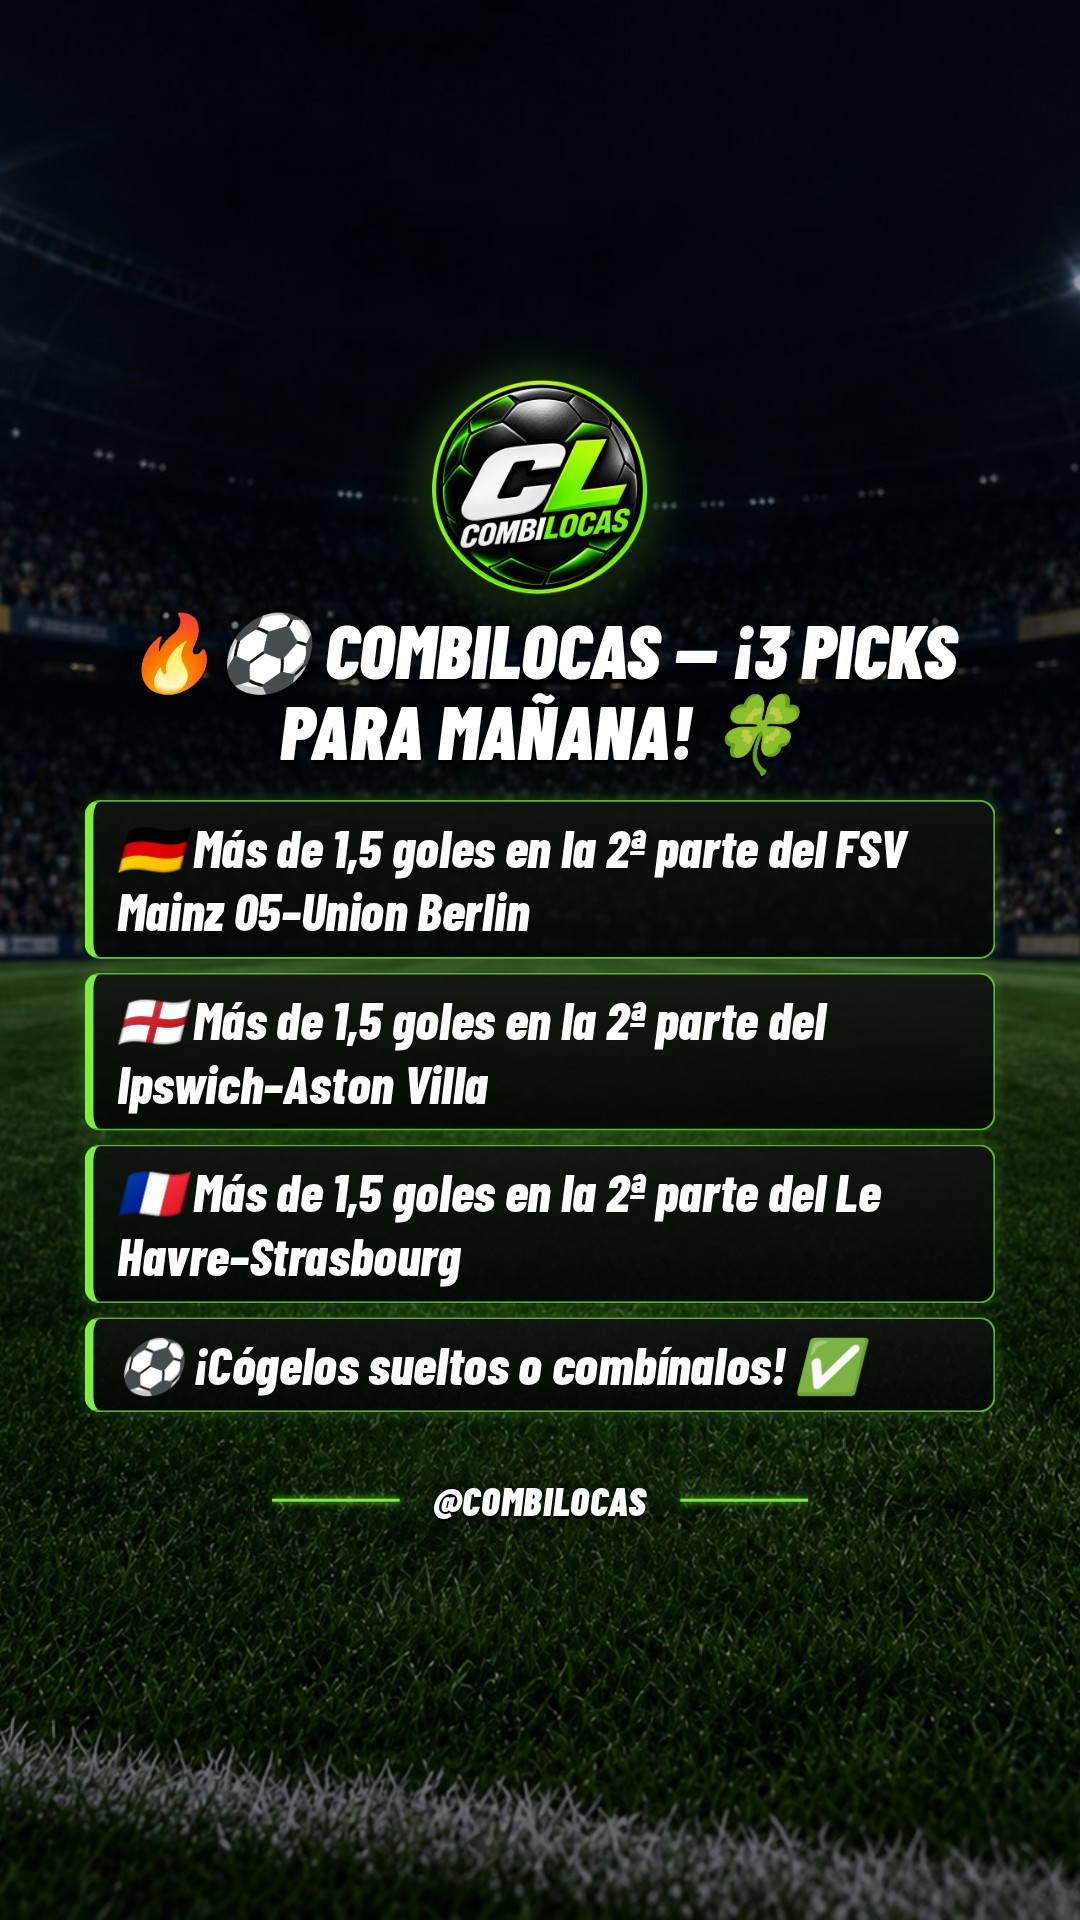 CL
COMBILOCAS
🔥⚽ COMBILOCAS – ¡3 PICKS
PARA MAÑANA! 🍀
🇩🇪 Más de 1,5 goles en la 2ª parte del FSV
Mainz 05-Union Berlin
🏴󠁧󠁢󠁥󠁮󠁧󠁿 Más de 1,5 goles en la 2ª parte del
Ipswich-Aston Villa
🇫🇷 Más de 1,5 goles en la 2ª parte del Le
Havre-Strasbourg
⚽ ¡Cógelos sueltos o combínalos! ✅
@COMBILOCAS